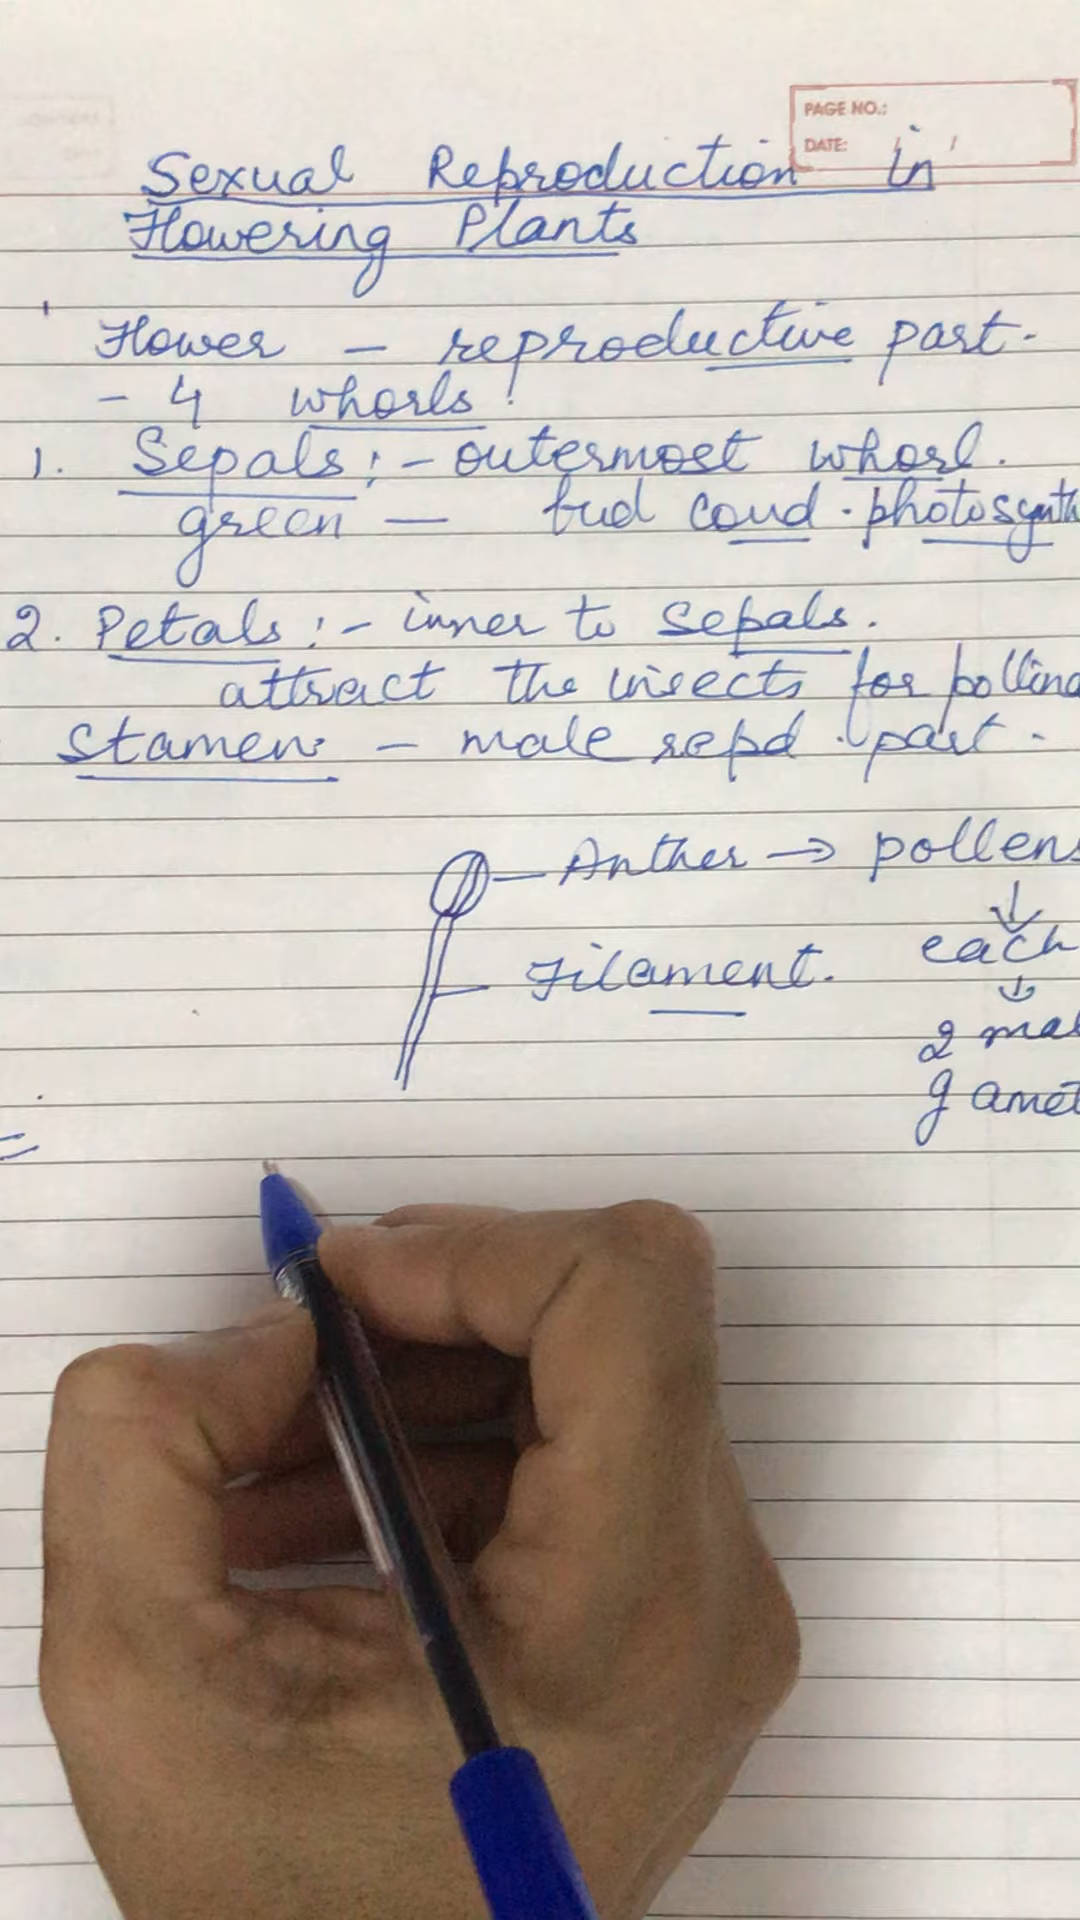 PAGE NO.:
DATE: / /
Sexual Reproduction in
Flowering Plants
Flower – reproductive part.
– 4 whorls.
1. Sepals :– outermost whorl.
green — bud cond. photosynth
2. Petals :– inner to sepals.
attract the insects for pollina
Stamen – male repd. part.
Anther → pollens
↓
Filament. each
↓
2 mal
gamet